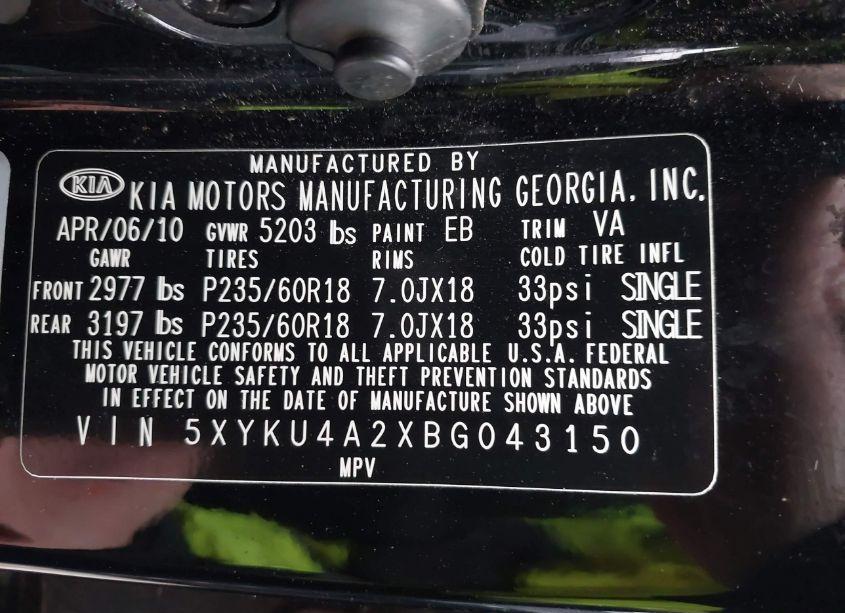 MANUFACTURED BY
KIA KIA MOTORS MANUFACTURING GEORGIA, INC.
APR/06/10 GVWR 5203 lbs PAINT EB TRIM VA
GAWR TIRES RIMS COLD TIRE INFL
FRONT 2977 lbs P235/60R18 7.0JX18 33psi SINGLE
REAR 3197 lbs P235/60R18 7.0JX18 33psi SINGLE
THIS VEHICLE CONFORMS TO ALL APPLICABLE U.S.A. FEDERAL
MOTOR VEHICLE SAFETY AND THEFT PREVENTION STANDARDS
IN EFFECT ON THE DATE OF MANUFACTURE SHOWN ABOVE
VIN 5XYKU4A2XBG043150
MPV